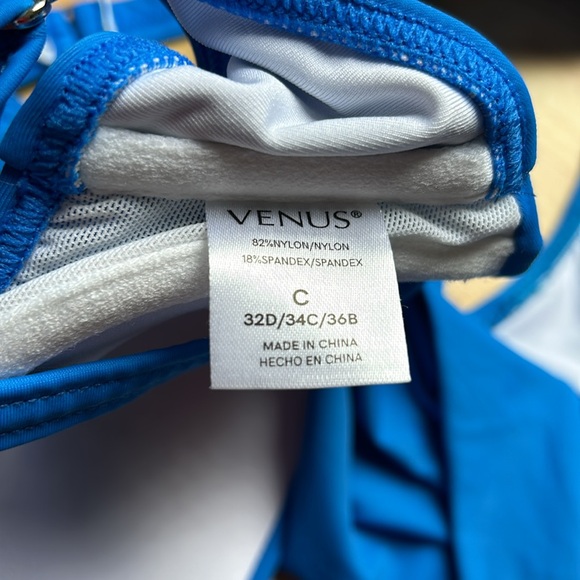 VENUS®
82%NYLON/NYLON
18%SPANDEX/SPANDEX
C
32D/34C/36B
MADE IN CHINA
HECHO EN CHINA